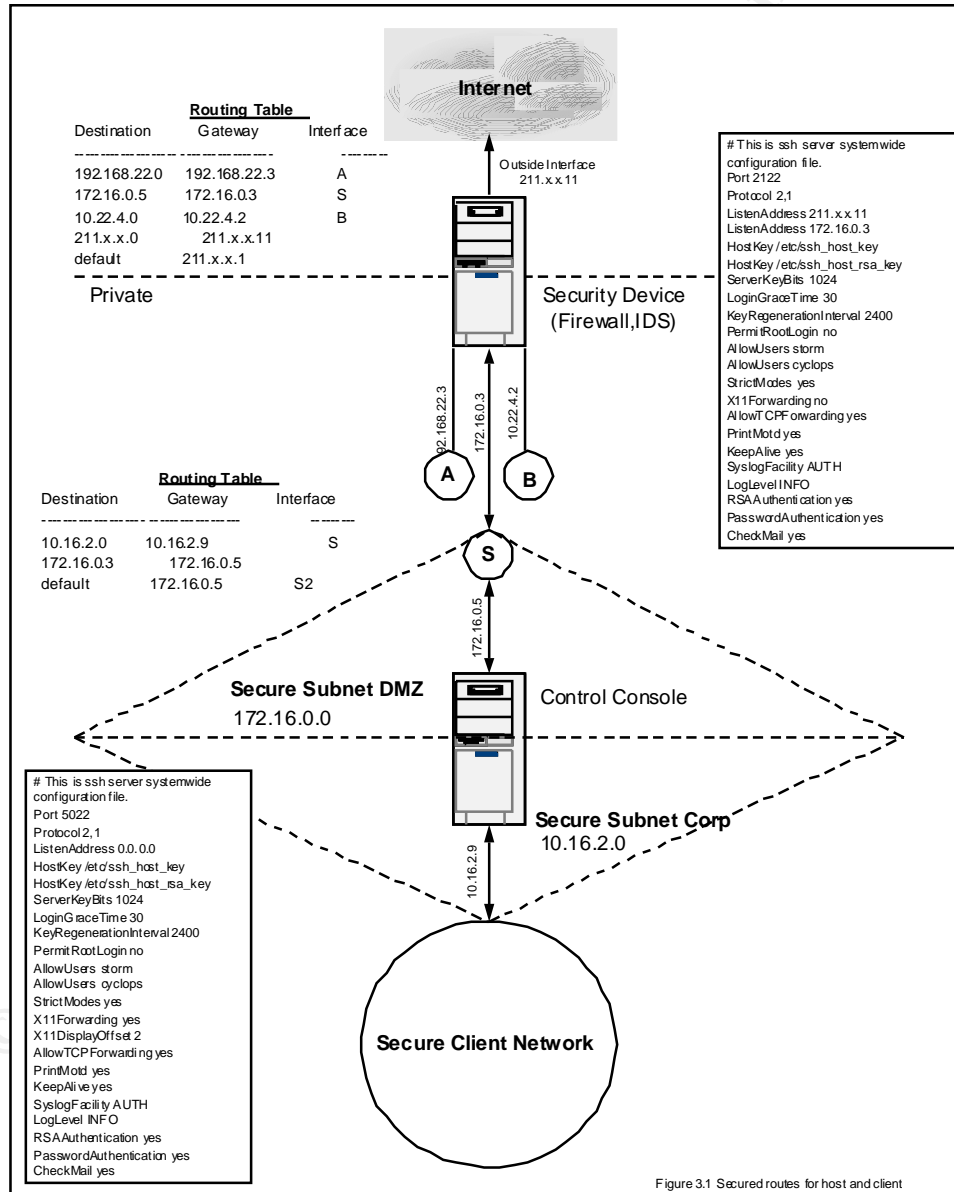 Internet
Routing Table
Destination Gateway Interface
192.168.22.0 192.168.22.3 A
172.16.0.5 172.16.0.3 S
10.22.4.0 10.22.4.2 B
211.x.x.0 211.x.x.11
default 211.x.x.1
Outside Interface
211.x.x.11
Private
Security Device
(Firewall,IDS)
# This is ssh server systemwide
configuration file.
Port 2122
Protocol 2,1
ListenAddress 211.x.x.11
ListenAddress 172.16.0.3
HostKey /etc/ssh_host_key
HostKey /etc/ssh_host_rsa_key
ServerKeyBits 1024
LoginGraceTime 30
KeyRegenerationInterval 2400
PermitRootLogin no
AllowUsers storm
AllowUsers cyclops
StrictModes yes
X11Forwarding no
AllowTCPForwarding yes
PrintMotd yes
KeepAlive yes
SyslogFacility AUTH
LogLevel INFO
RSAAuthentication yes
PasswordAuthentication yes
CheckMail yes
92.168.22.3
172.16.0.3
10.22.4.2
A
B
S
Routing Table
Destination Gateway Interface
10.16.2.0 10.16.2.9 S
172.16.0.3 172.16.0.5
default 172.16.0.5 S2
172.16.0.5
Secure Subnet DMZ
172.16.0.0
Control Console
Secure Subnet Corp
10.16.2.0
10.16.2.9
# This is ssh server systemwide
configuration file.
Port 5022
Protocol 2, 1
ListenAddress 0.0.0.0
HostKey /etc/ssh_host_key
HostKey /etc/ssh_host_rsa_key
ServerKeyBits 1024
LoginGraceTime 30
KeyRegenerationInterval 2400
PermitRootLogin no
AllowUsers storm
AllowUsers cyclops
StrictModes yes
X11Forwarding yes
X11DisplayOffset 2
AllowTCPForwarding yes
PrintMotd yes
KeepAlive yes
SyslogFacility AUTH
LogLevel INFO
RSAAuthentication yes
PasswordAuthentication yes
CheckMail yes
Secure Client Network
Figure 3.1 Secured routes for host and client